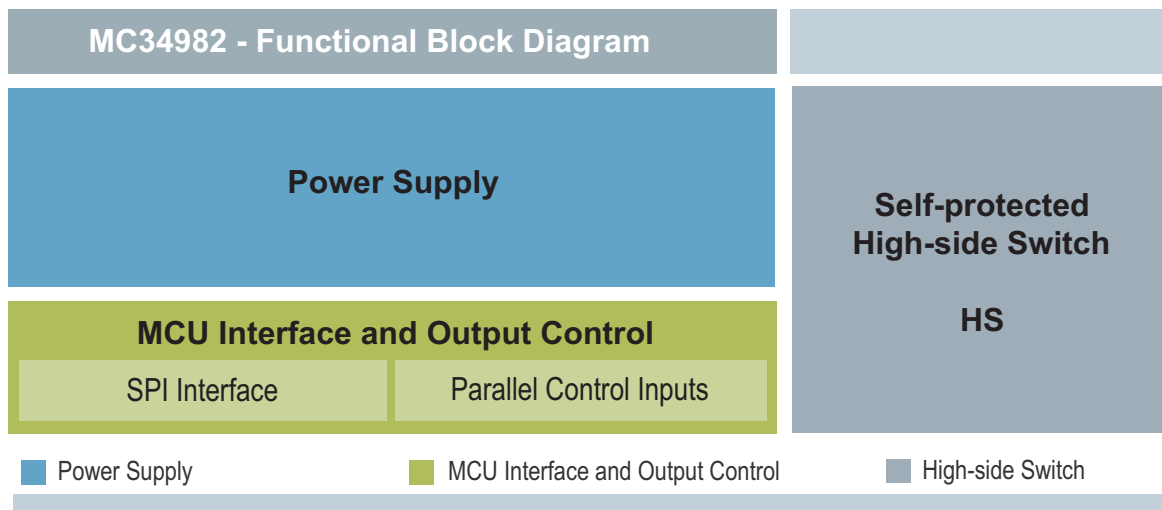 MC34982 - Functional Block Diagram
Power Supply
Self-protected
High-side Switch
HS
MCU Interface and Output Control
SPI Interface
Parallel Control Inputs
Power Supply
MCU Interface and Output Control
High-side Switch